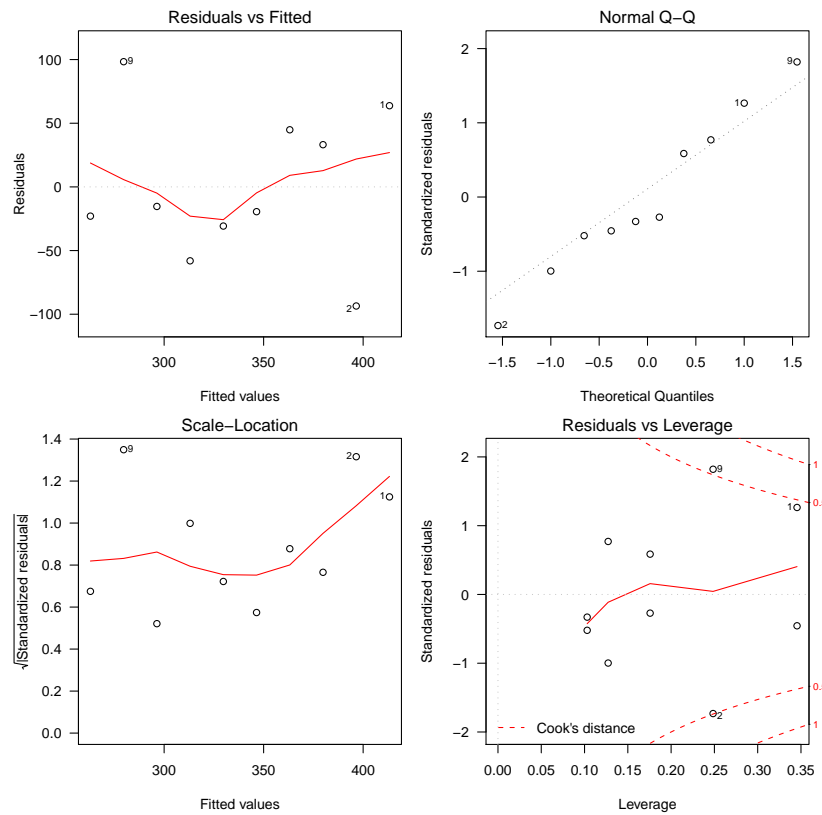 Residuals vs Fitted
Residuals
100
50
0
−50
−100
9
1
2
300 350 400
Fitted values
Normal Q−Q
Standardized residuals
2
1
0
−1
9
1
2
−1.5 −1.0 −0.5 0.0 0.5 1.0 1.5
Theoretical Quantiles
Scale−Location
√|Standardized residuals|
1.4
1.2
1.0
0.8
0.6
0.4
0.2
0.0
9
2
1
300 350 400
Fitted values
Residuals vs Leverage
Standardized residuals
2
1
0
−1
−2
9
1
2
1
0.5
Cook's distance
0.00 0.05 0.10 0.15 0.20 0.25 0.30 0.35
Leverage